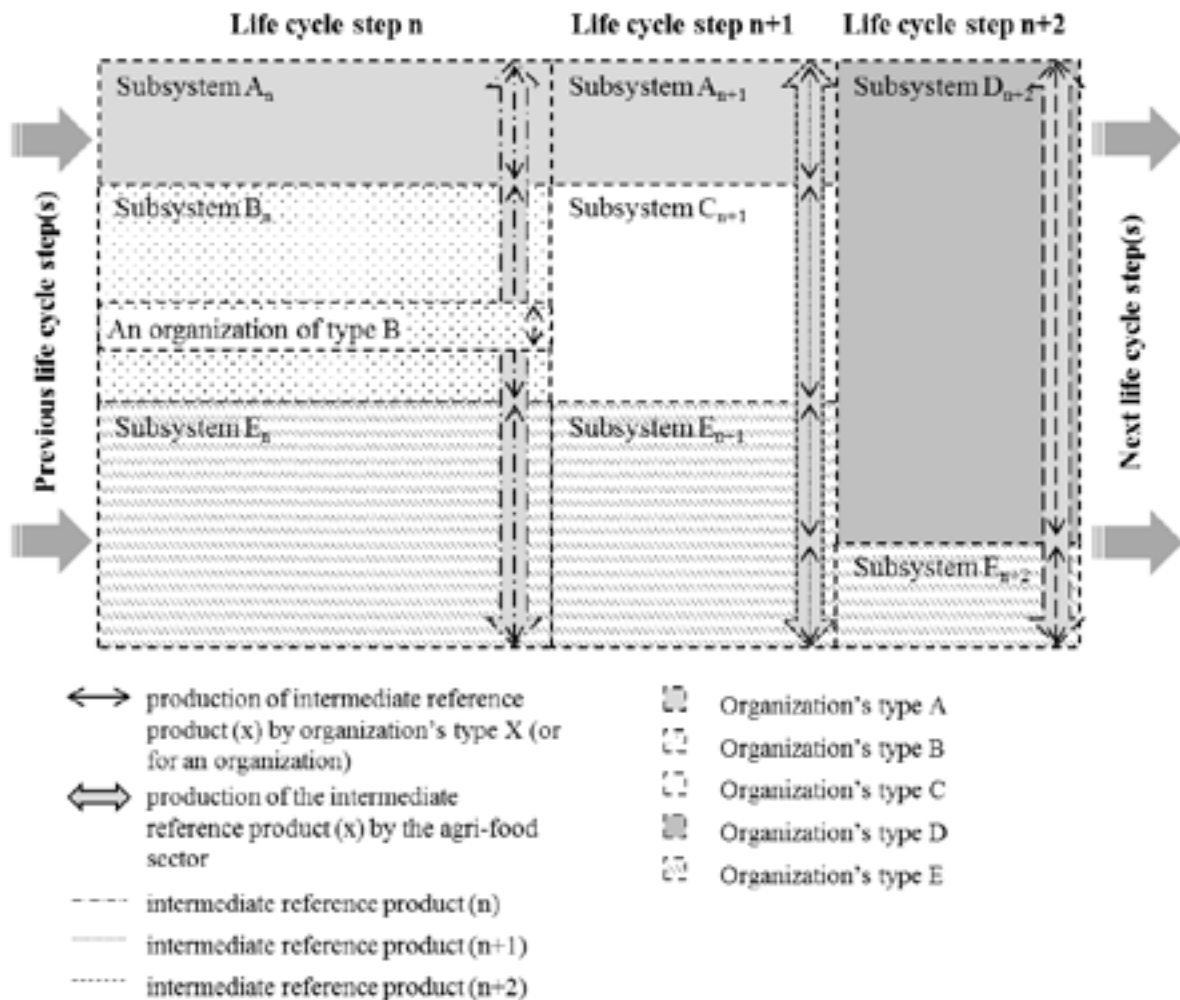 Life cycle step n
Life cycle step n+1
Life cycle step n+2
Subsystem Aₙ
Subsystem Aₙ₊₁
Subsystem Dₙ₊₂
Subsystem Bₙ
Subsystem Cₙ₊₁
An organization of type B
Subsystem Eₙ
Subsystem Eₙ₊₁
Subsystem Eₙ₊₂
Previous life cycle step(s)
Next life cycle step(s)
production of intermediate reference
product (x) by organization's type X (or
for an organization)
production of the intermediate
reference product (x) by the agri-food
sector
intermediate reference product (n)
intermediate reference product (n+1)
intermediate reference product (n+2)
Organization's type A
Organization's type B
Organization's type C
Organization's type D
Organization's type E